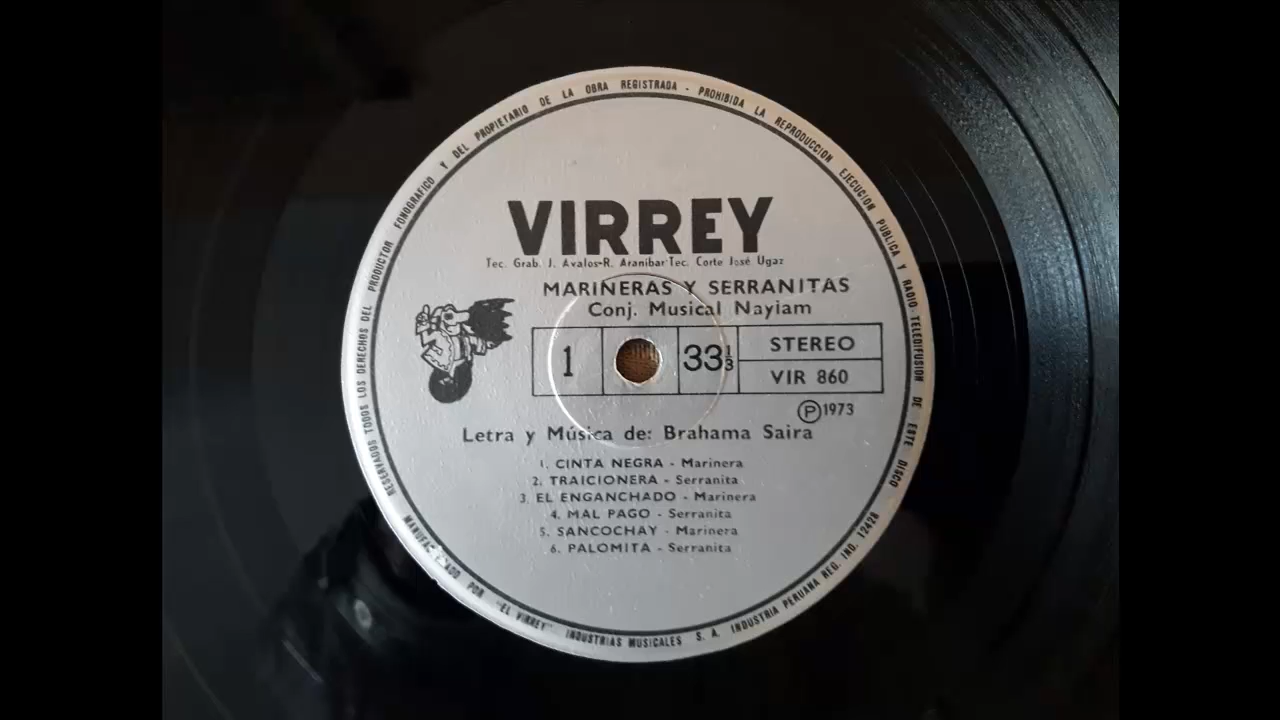 RESERVADOS TODOS LOS DERECHOS DEL PRODUCTOR FONOGRAFICO Y DEL PROPIETARIO DE LA OBRA REGISTRADA - PROHIBIDA LA REPRODUCCION EJECUCION PUBLICA Y RADIO-TELEDIFUSION DE ESTE DISCO
VIRREY
Tec. Grab. J. Avalos-R. Aranibar Tec. Corte José Ugaz
MARINERAS Y SERRANITAS
Conj. Musical Nayiam
1 33 1/3 STEREO
VIR 860
Ⓟ1973
Letra y Música de: Brahama Saira
1. CINTA NEGRA - Marinera
2. TRAICIONERA - Serranita
3. EL ENGANCHADO - Marinera
4. MAL PAGO - Serranita
5. SANCOCHAY - Marinera
6. PALOMITA - Serranita
POR "EL VIRREY" INDUSTRIAS MUSICALES S. A. INDUSTRIA PERUANA REG. IND. 12428